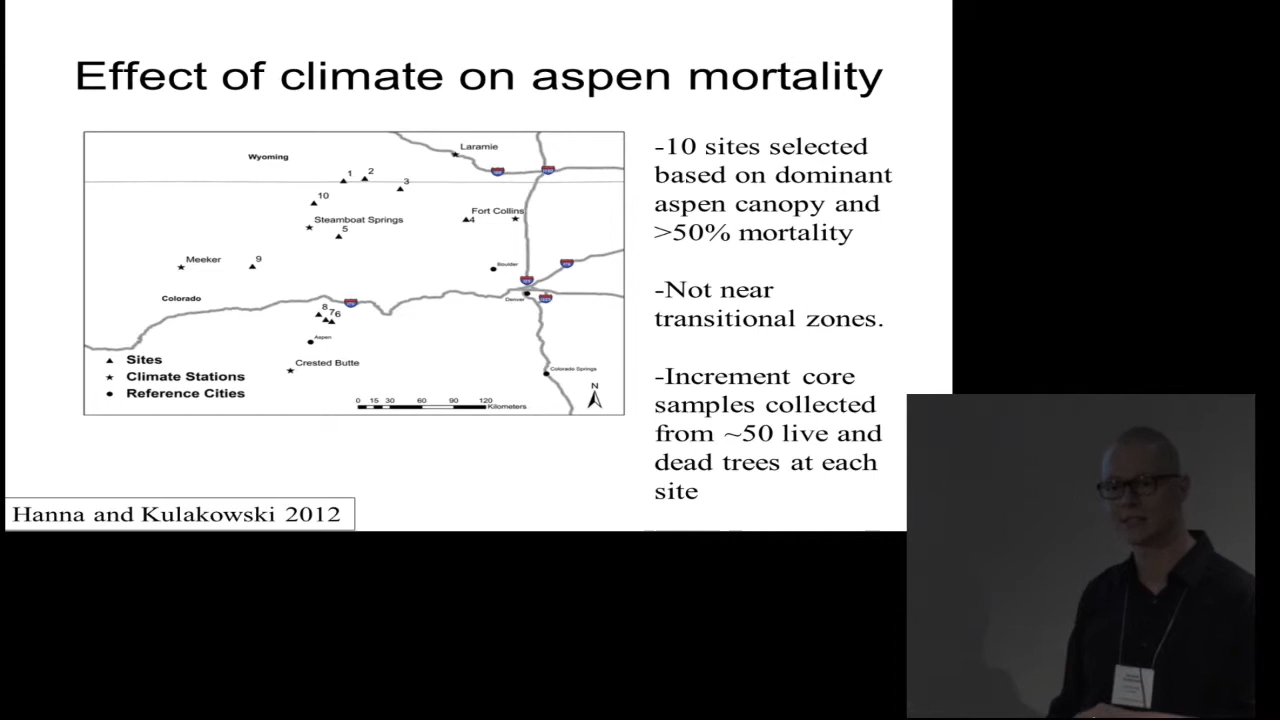 Effect of climate on aspen mortality
Laramie
Wyoming
1
2
3
10
Fort Collins
4
Steamboat Springs
5
Meeker
9
Boulder
Colorado
Denver
8
7
6
Aspen
Sites
Crested Butte
Colorado Springs
Climate Stations
N
Reference Cities
0 15 30 60 90 120
Kilometers
-10 sites selected
based on dominant
aspen canopy and
>50% mortality
-Not near
transitional zones.
-Increment core
samples collected
from ~50 live and
dead trees at each
site
Hanna and Kulakowski 2012